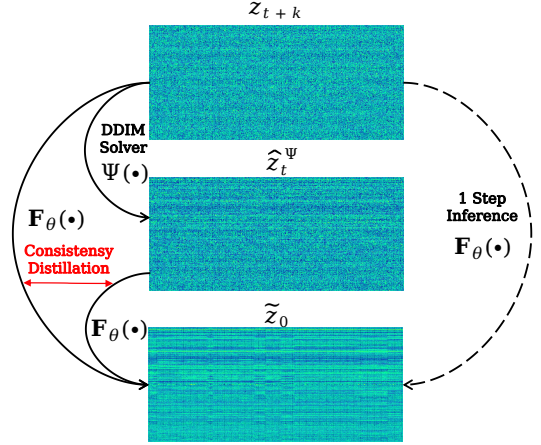 z_{t+k}
DDIM
Solver
Ψ(•)
ẑ_t^Ψ
F_θ(•)
Consistensy
Distillation
F_θ(•)
z̃_0
1 Step
Inference
F_θ(•)